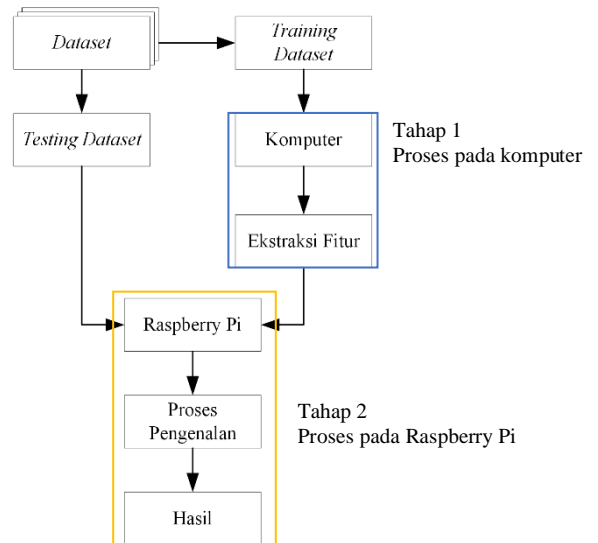 Dataset
Training
Dataset
Testing Dataset
Komputer
Tahap 1
Proses pada komputer
Ekstraksi Fitur
Raspberry Pi
Proses
Pengenalan
Tahap 2
Proses pada Raspberry Pi
Hasil